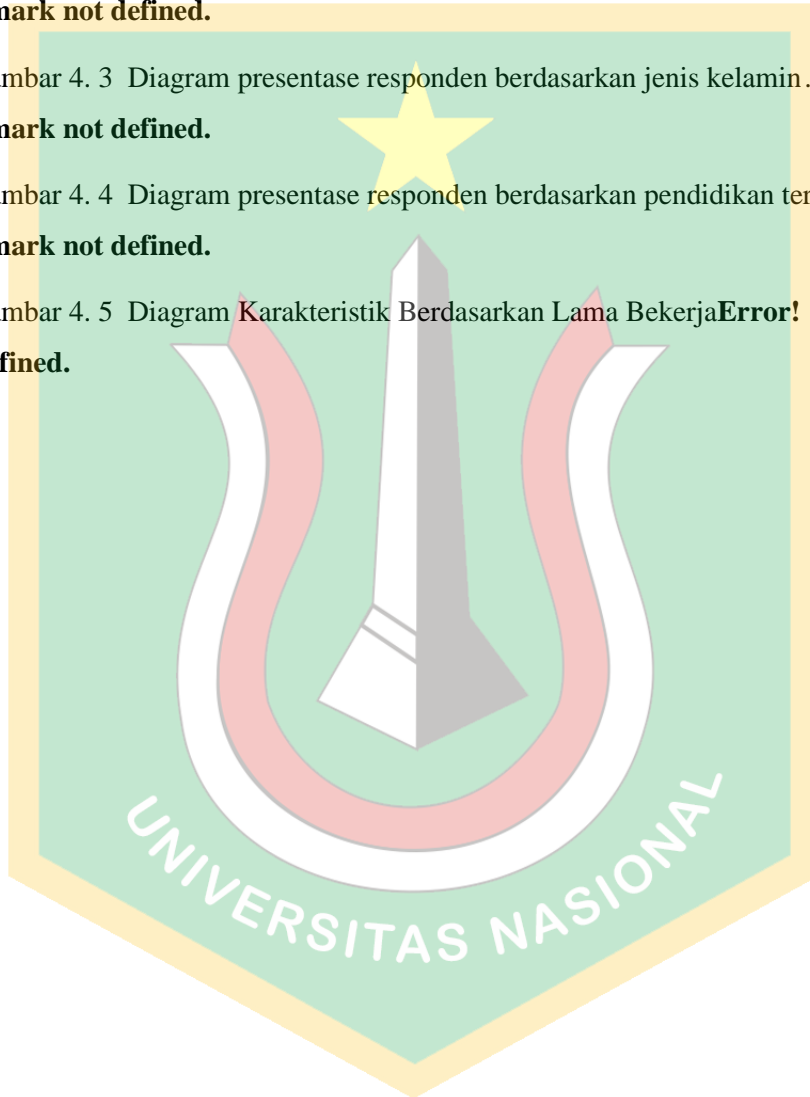 mark not defined.
mbar 4. 3 Diagram presentase responden berdasarkan jenis kelamin.
mark not defined.
mbar 4. 4 Diagram presentase responden berdasarkan pendidikan ter
mark not defined.
mbar 4. 5 Diagram Karakteristik Berdasarkan Lama BekerjaError!
fined.
UNIVERSITAS NASIONAL